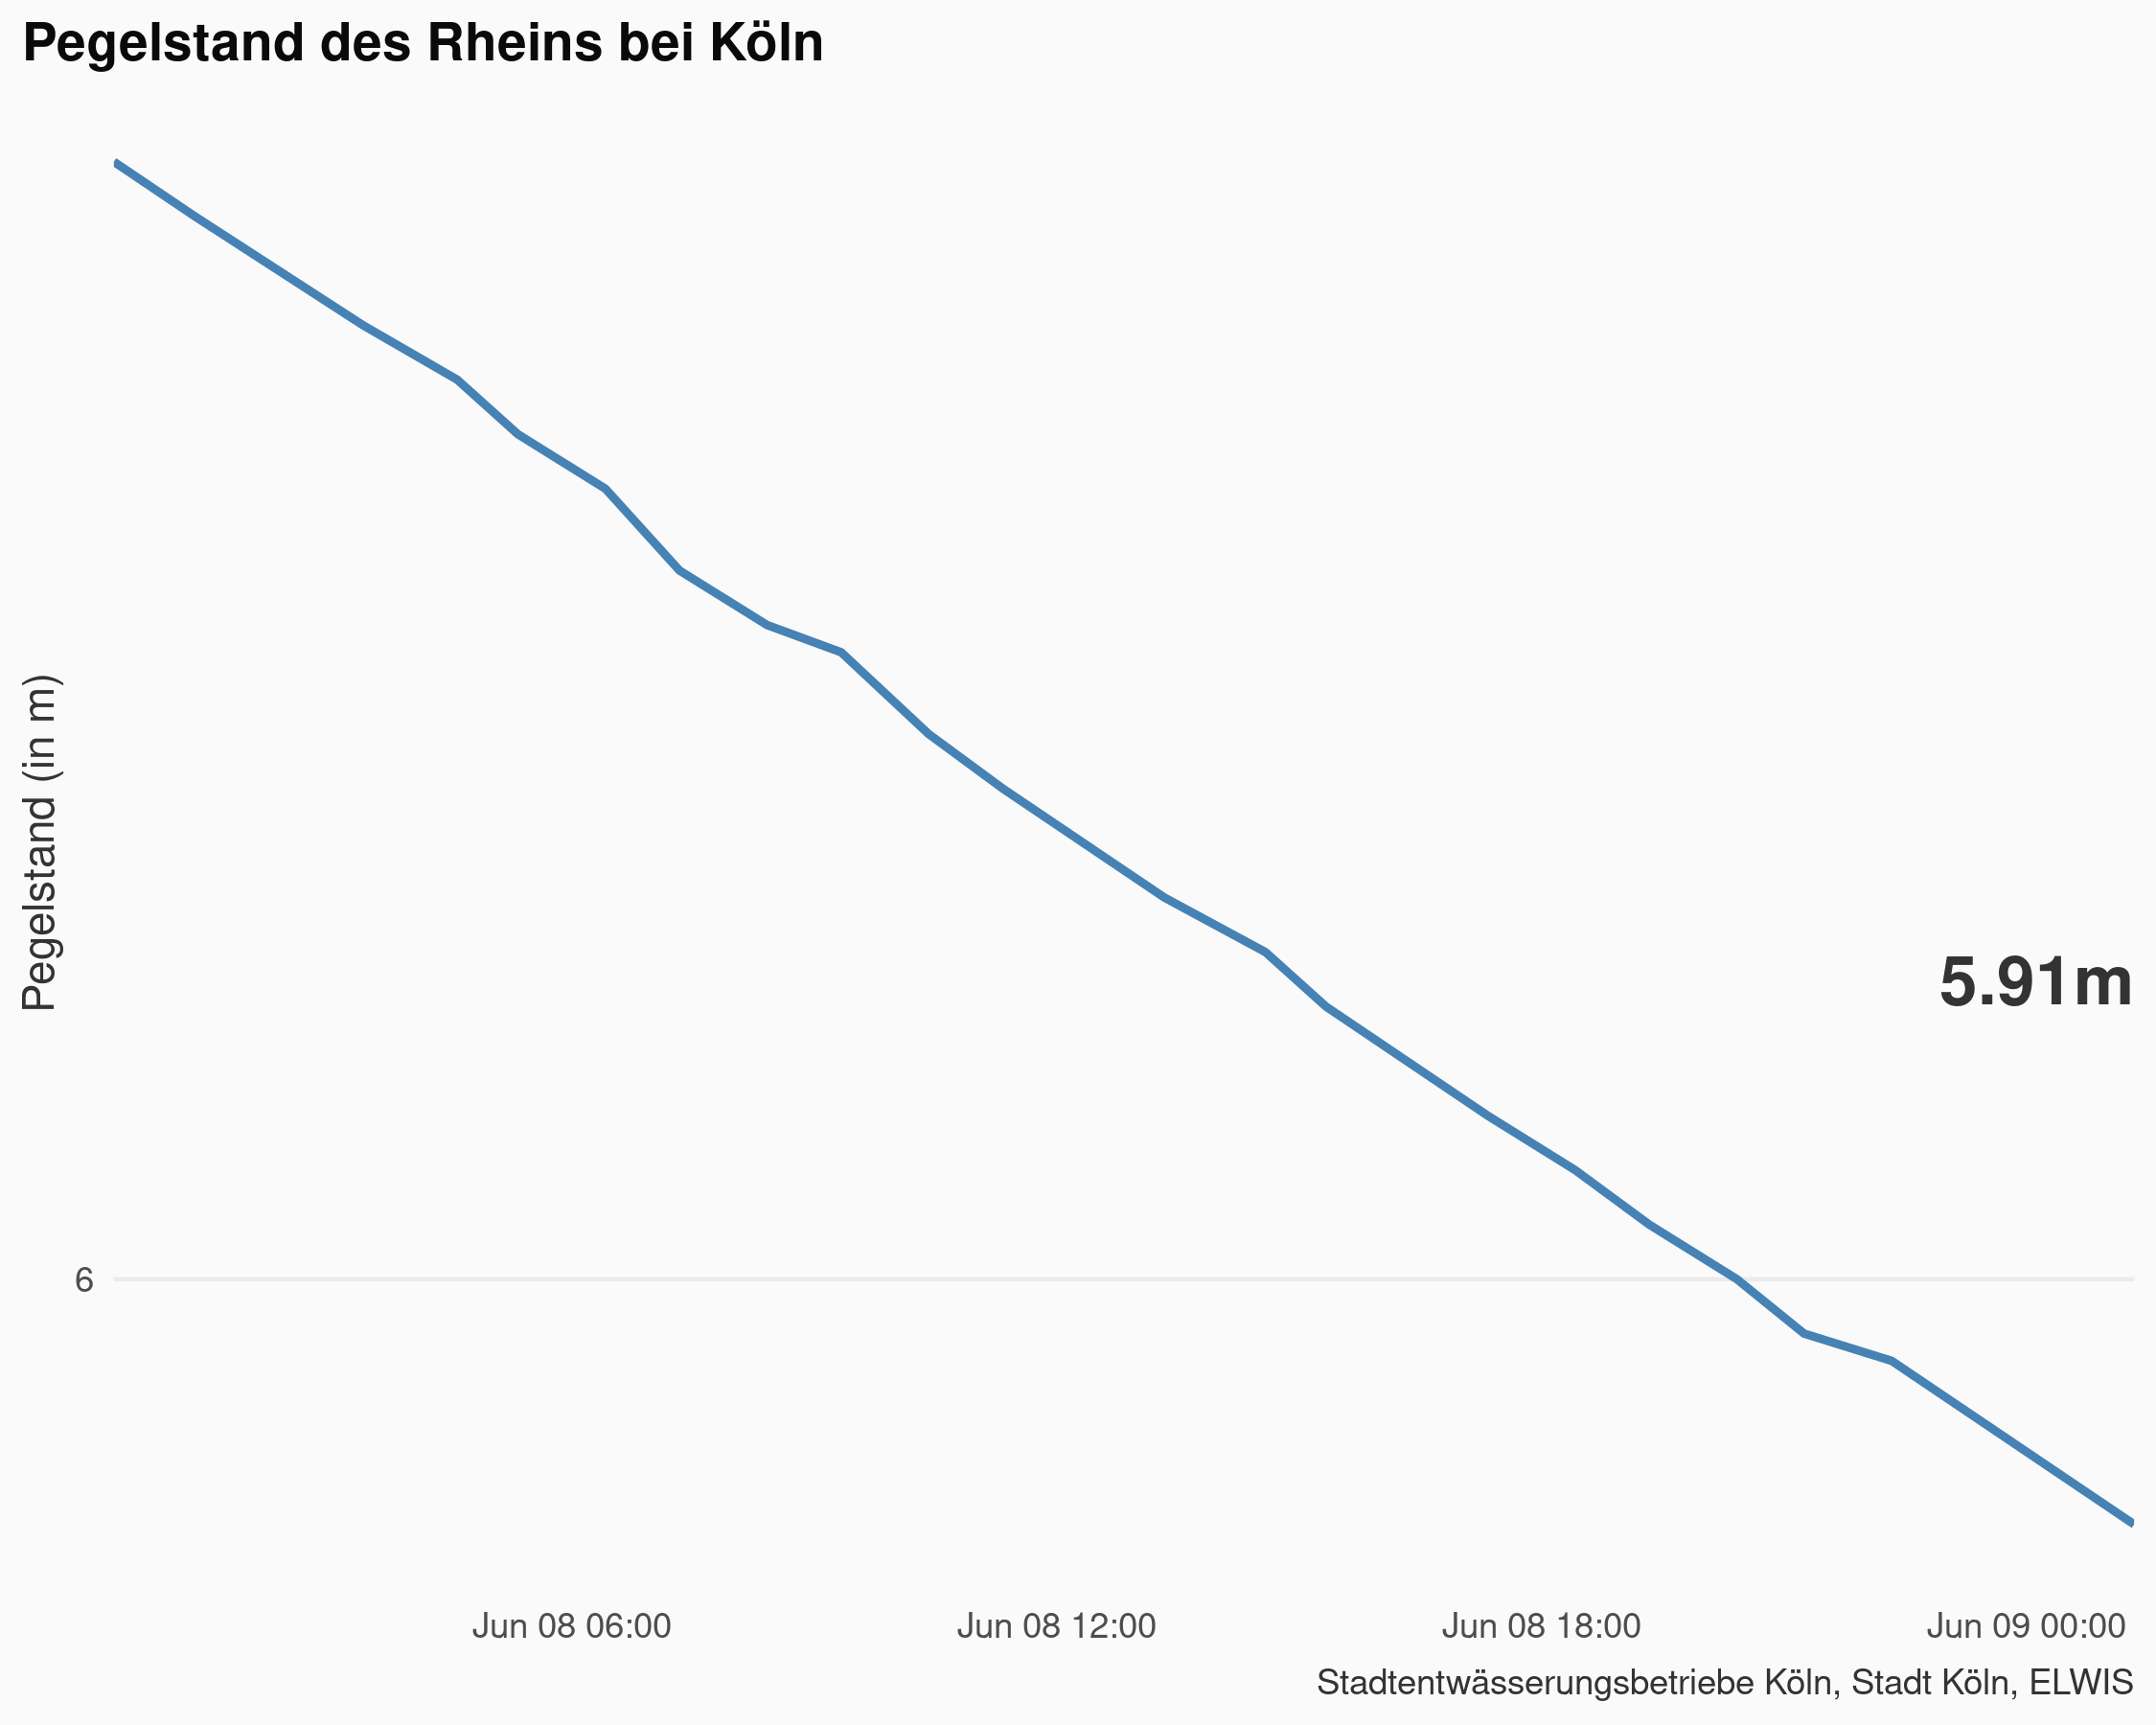 Pegelstand des Rheins bei Köln
Pegelstand (in m)
5.91m
6
Jun 08 06:00
Jun 08 12:00
Jun 08 18:00
Jun 09 00:00
Stadtentwässerungsbetriebe Köln, Stadt Köln, ELWIS